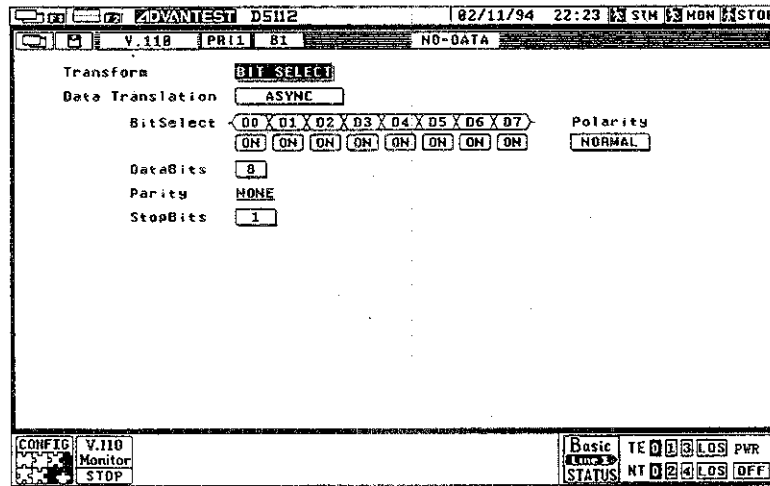 F1 F2 ADVANTEST D5112 02/11/94 22:23 STM MON STOP
V.110 PRI1 B1 NO-DATA
Transform BIT SELECT
Data Translation ASYNC
BitSelect D0 D1 D2 D3 D4 D5 D6 D7 Polarity
ON ON ON ON ON ON ON ON NORMAL
DataBits 8
Parity NONE
StopBits 1
CONFIG V.110 Monitor STOP
Basic Line 1 STATUS
TE 0 1 3 LOS PWR
NT 0 2 4 LOS OFF